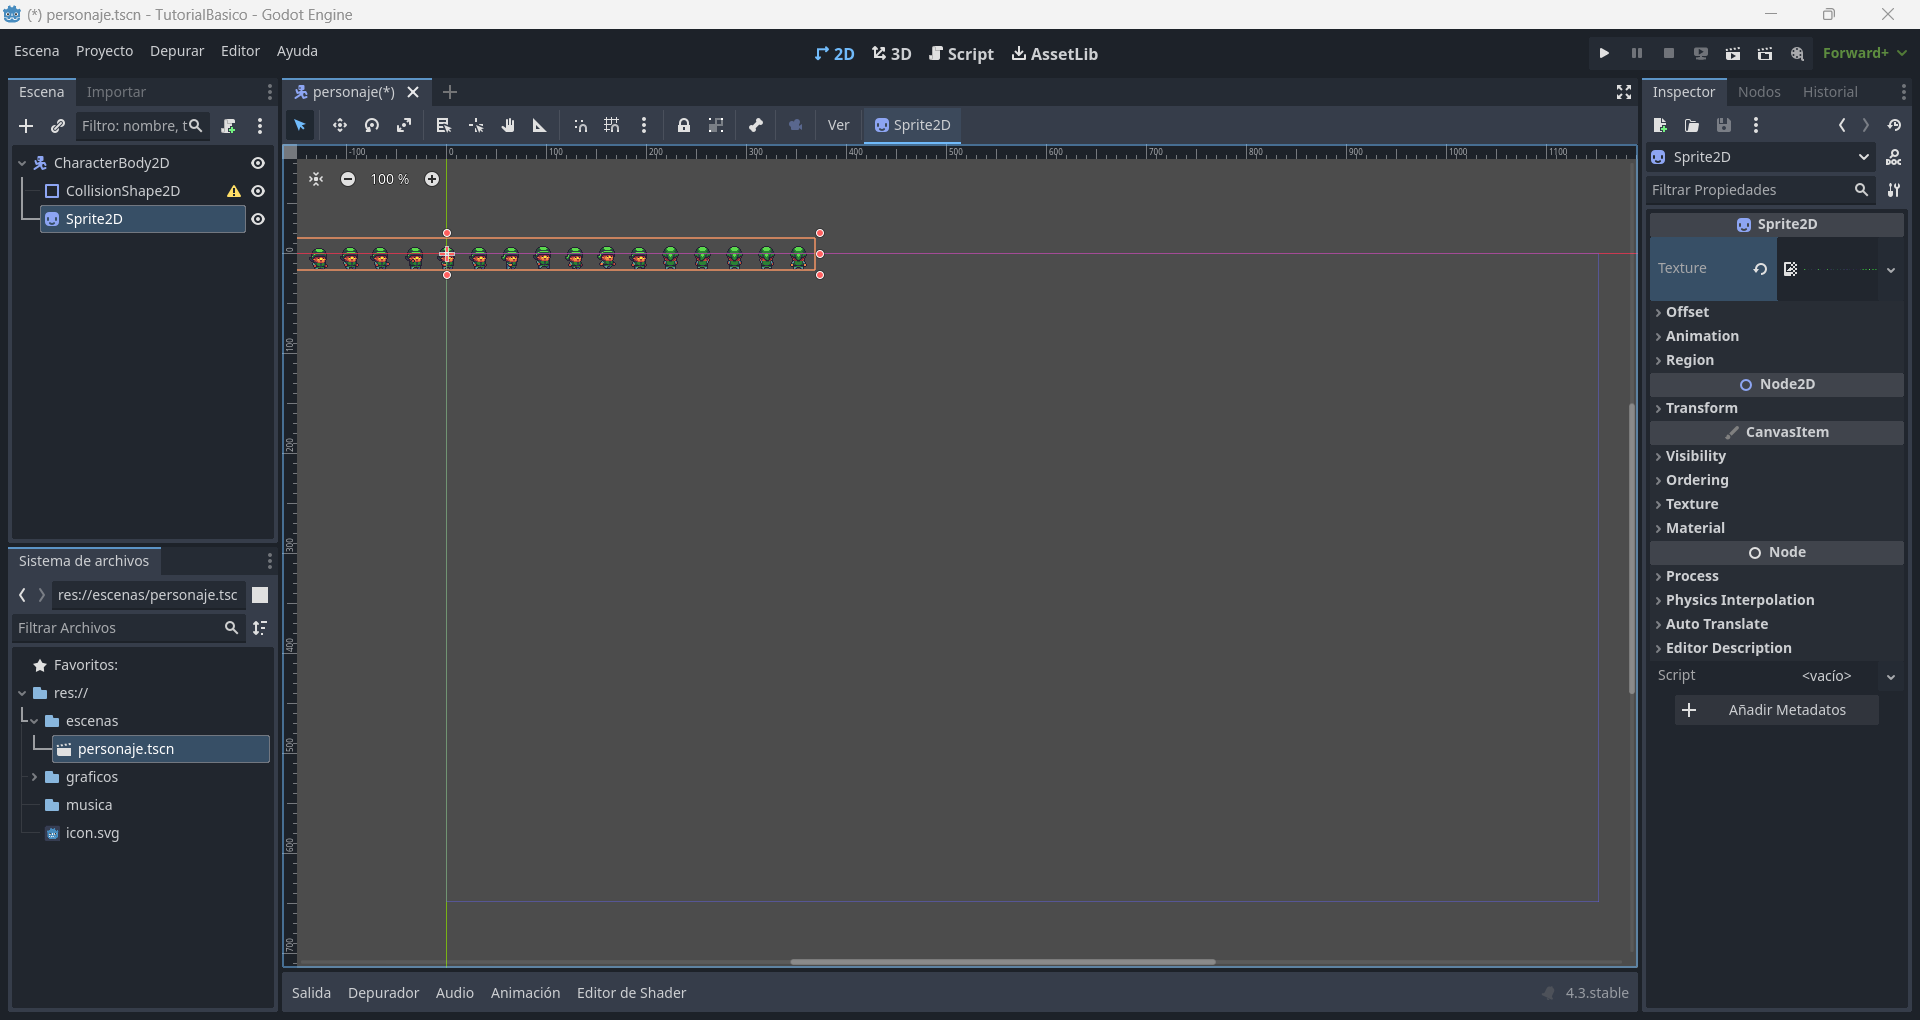 (*) personaje.tscn - TutorialBasico - Godot Engine
Escena Proyecto Depurar Editor Ayuda
2D 3D Script AssetLib
Forward+
Escena Importar
Filtro: nombre, t
CharacterBody2D
CollisionShape2D
Sprite2D
Sistema de archivos
res://escenas/personaje.tsc
Filtrar Archivos
Favoritos:
res://
escenas
personaje.tscn
graficos
musica
icon.svg
personaje(*)
Ver Sprite2D
-100 0 100 200 300 400 500 600 700 800 900 1000 1100
100 %
0
100
200
300
400
500
600
700
Salida Depurador Audio Animación Editor de Shader
4.3.stable
Inspector Nodos Historial
Sprite2D
Filtrar Propiedades
Sprite2D
Texture
Offset
Animation
Region
Node2D
Transform
CanvasItem
Visibility
Ordering
Texture
Material
Node
Process
Physics Interpolation
Auto Translate
Editor Description
Script <vacío>
Añadir Metadatos